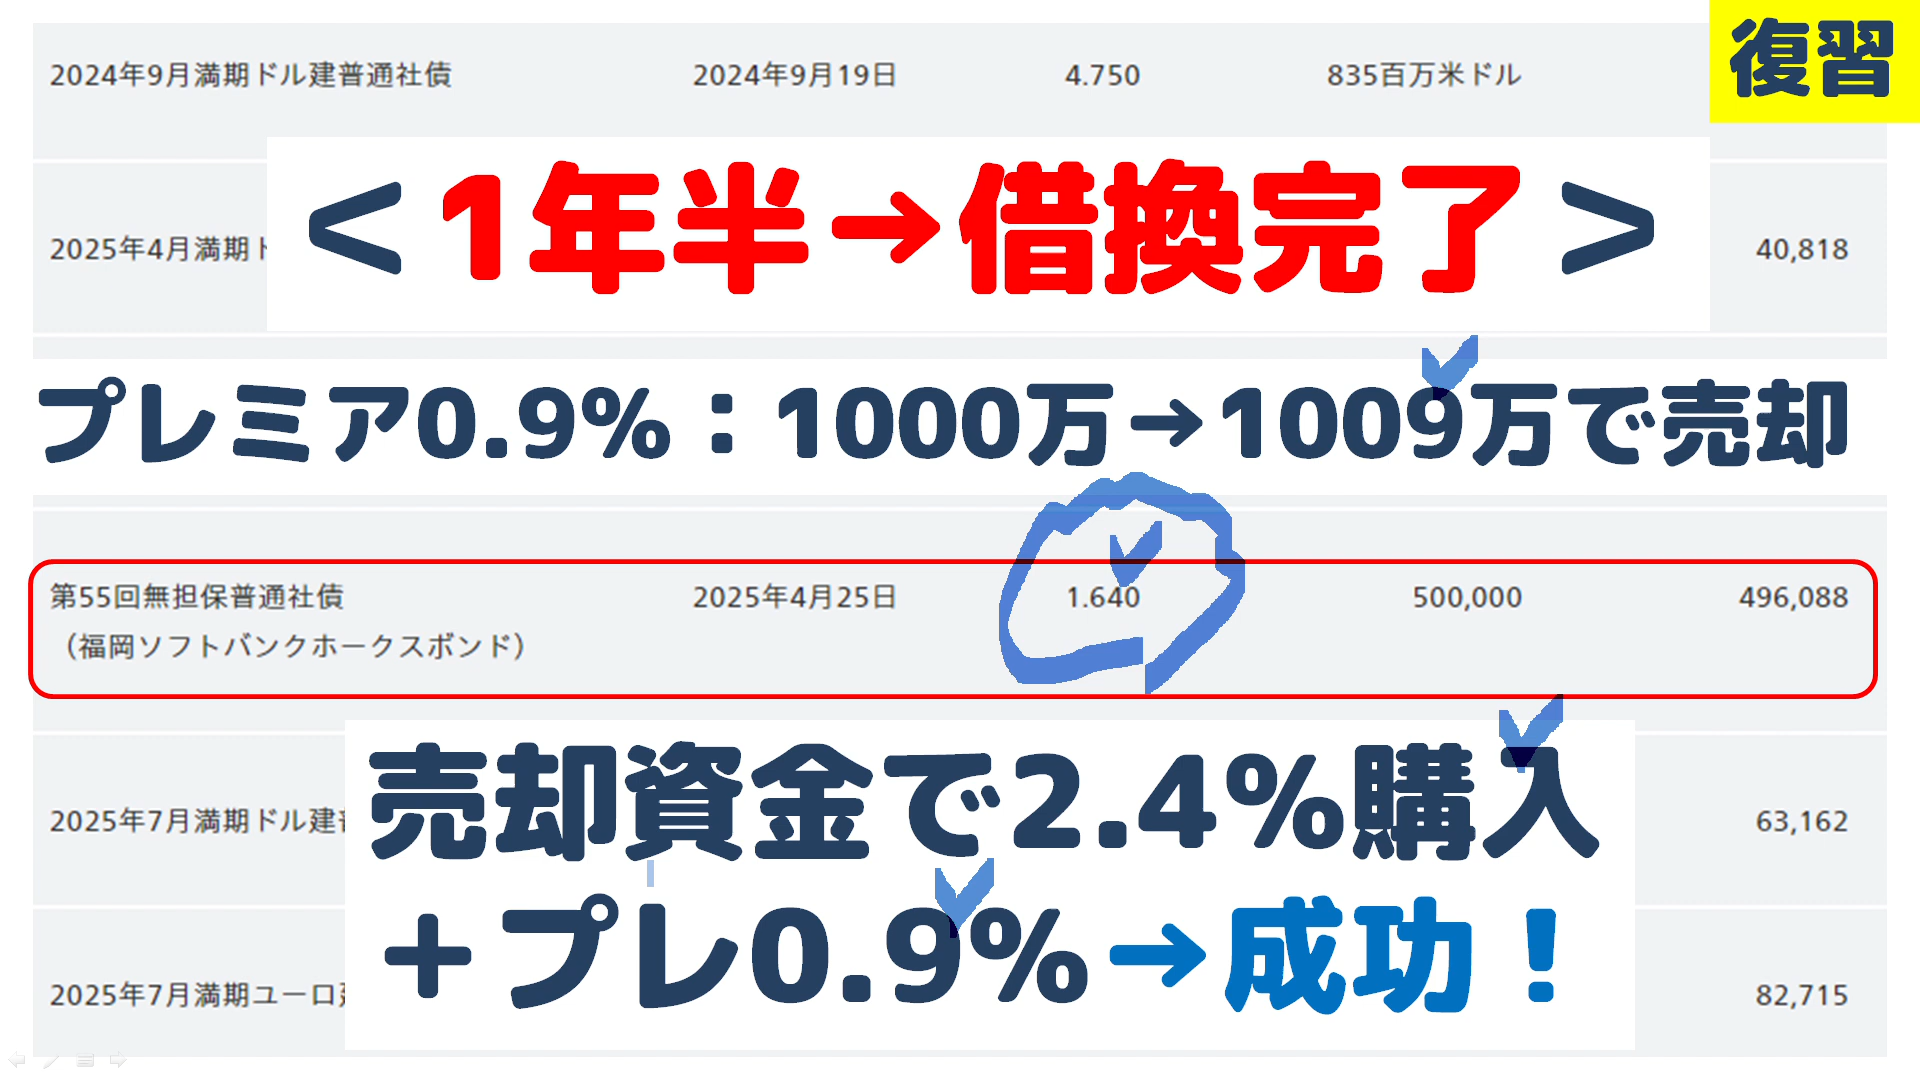 復習
2024年9月満期ドル建普通社債 2024年9月19日 4.750 835百万米ドル
<1年半→借換完了>
2025年4月満期ド 40,818
プレミア0.9%:1000万→1009万で売却
第55回無担保普通社債 2025年4月25日 1.640 500,000 496,088
(福岡ソフトバンクホークスボンド)
売却資金で2.4%購入
2025年7月満期ドル建 63,162
+プレ0.9%→成功!
2025年7月満期ユーロ 82,715